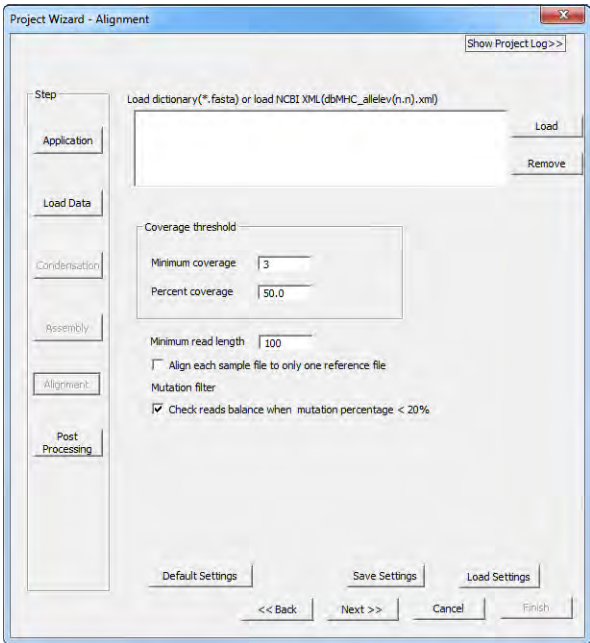 Project Wizard - Alignment
Show Project Log>>
Step
Load dictionary(*.fasta) or load NCBI XML(dbMHC_allelev(n.n).xml)
Application
Load
Remove
Load Data
Coverage threshold
Condensation
Minimum coverage 3
Percent coverage 50.0
Assembly
Minimum read length 100
Align each sample file to only one reference file
Alignment
Mutation filter
Check reads balance when mutation percentage < 20%
Post
Processing
Default Settings Save Settings Load Settings
<< Back Next >> Cancel Finish